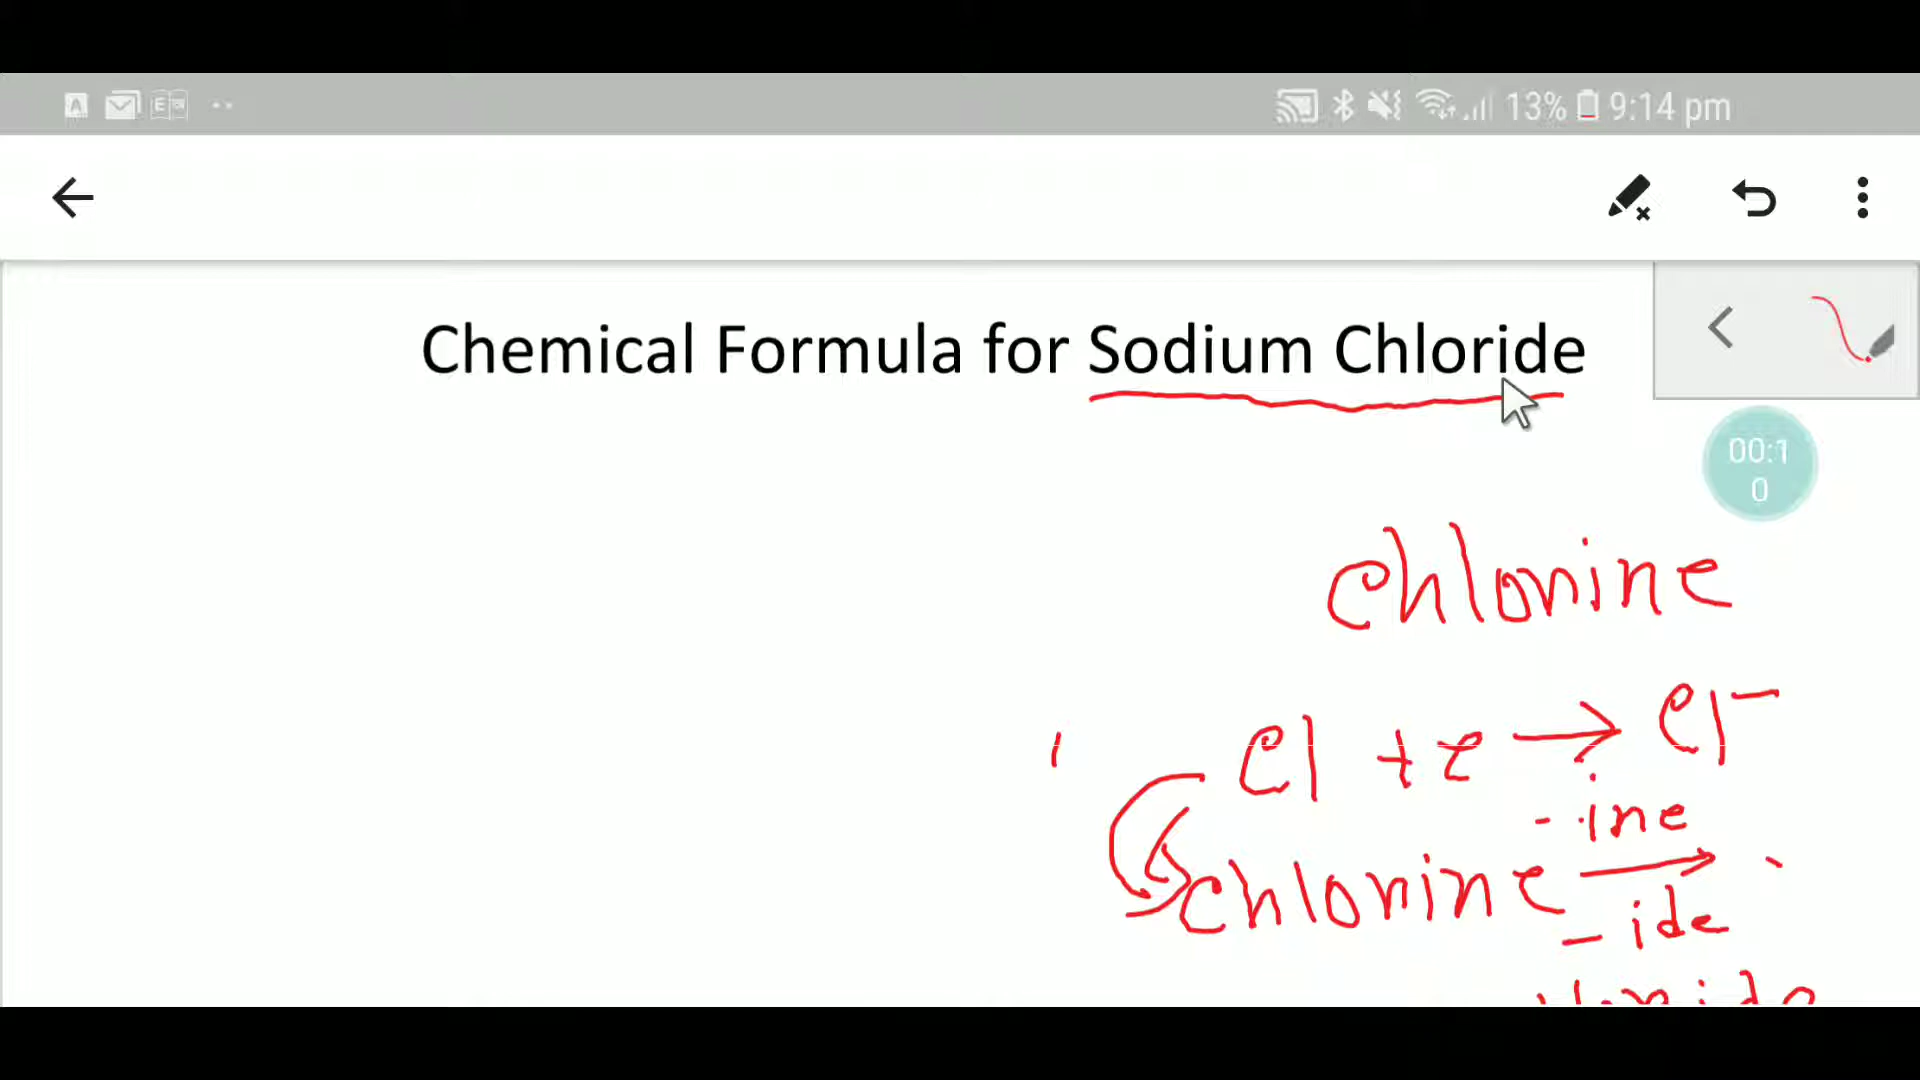 13% 9:14 pm
Chemical Formula for Sodium Chloride
00:1
0
chlorine
Cl + e → Cl⁻
- ine
chlorine →
- ide